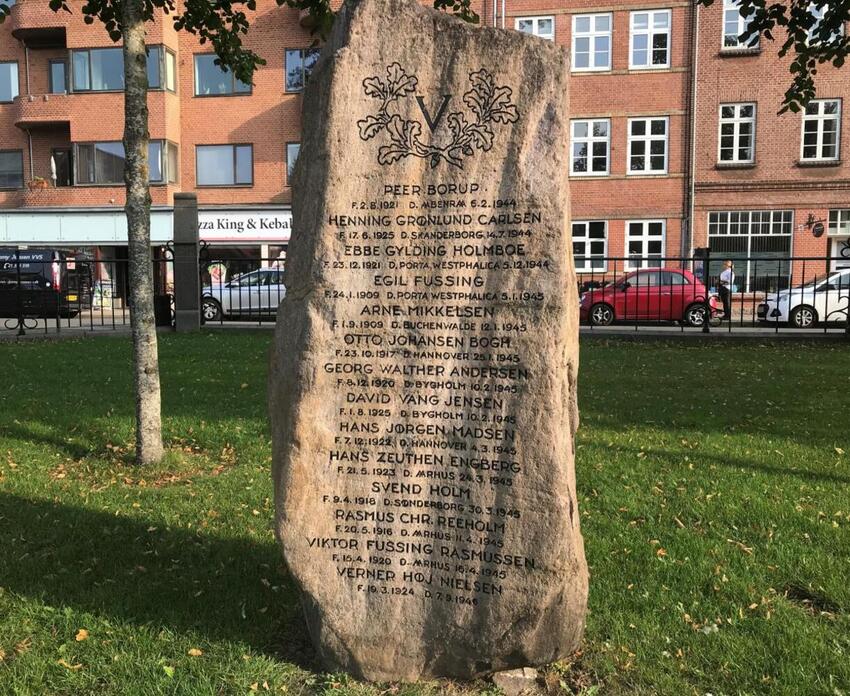 V
PEER BORUP
F. 2.8.1921 D. AABENRAA 6.2.1944
HENNING GRØNLUND CARLSEN
F. 17.6.1925 D. SKANDERBORG 14.7.1944
EBBE GYLDING HOLMBOE
F. 23.12.1921 D. PORTA WESTPHALICA 5.12.1944
EGIL FUSSING
F. 24.1.1909 D. PORTA WESTPHALICA 5.1.1945
ARNE MIKKELSEN
F. 1.9.1909 D. BUCHENWALDE 12.1.1945
OTTO JOHANSEN BOGH
F. 23.10.1917 D. HANNOVER 25.1.1945
GEORG WALTHER ANDERSEN
F. 8.12.1920 D. BYGHOLM 10.2.1945
DAVID VANG JENSEN
F. 1.8.1925 D. BYGHOLM 10.2.1945
HANS JØRGEN MADSEN
F. 7.12.1922 D. HANNOVER 4.3.1945
HANS ZEUTHEN ENGBERG
F. 21.5.1923 D. AARHUS 24.3.1945
SVEND HOLM
F. 9.4.1918 D. SØNDERBORG 30.3.1945
RASMUS CHR. REEHOLM
F. 20.5.1916 D. AARHUS 11.4.1945
VIKTOR FUSSING RASMUSSEN
F. 15.4.1920 D. AARHUS 16.4.1945
VERNER HØJ NIELSEN
F. 19.3.1924 D. 7.9.1946
zza King & Kebab